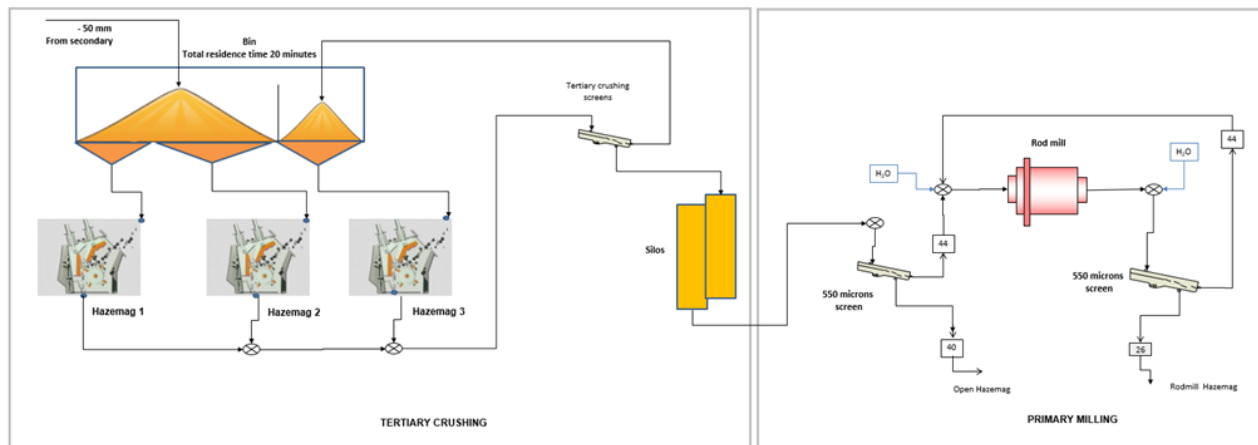 - 50 mm
From secondary
Bin
Total residence time 20 minutes
Tertiary crushing
screens
Hazemag 1
Hazemag 2
Hazemag 3
Silos
TERTIARY CRUSHING
44
Rod mill
H₂O
H₂O
44
550 microns
screen
550 microns
screen
40
26
Open Hazemag
Rodmill Hazemag
PRIMARY MILLING